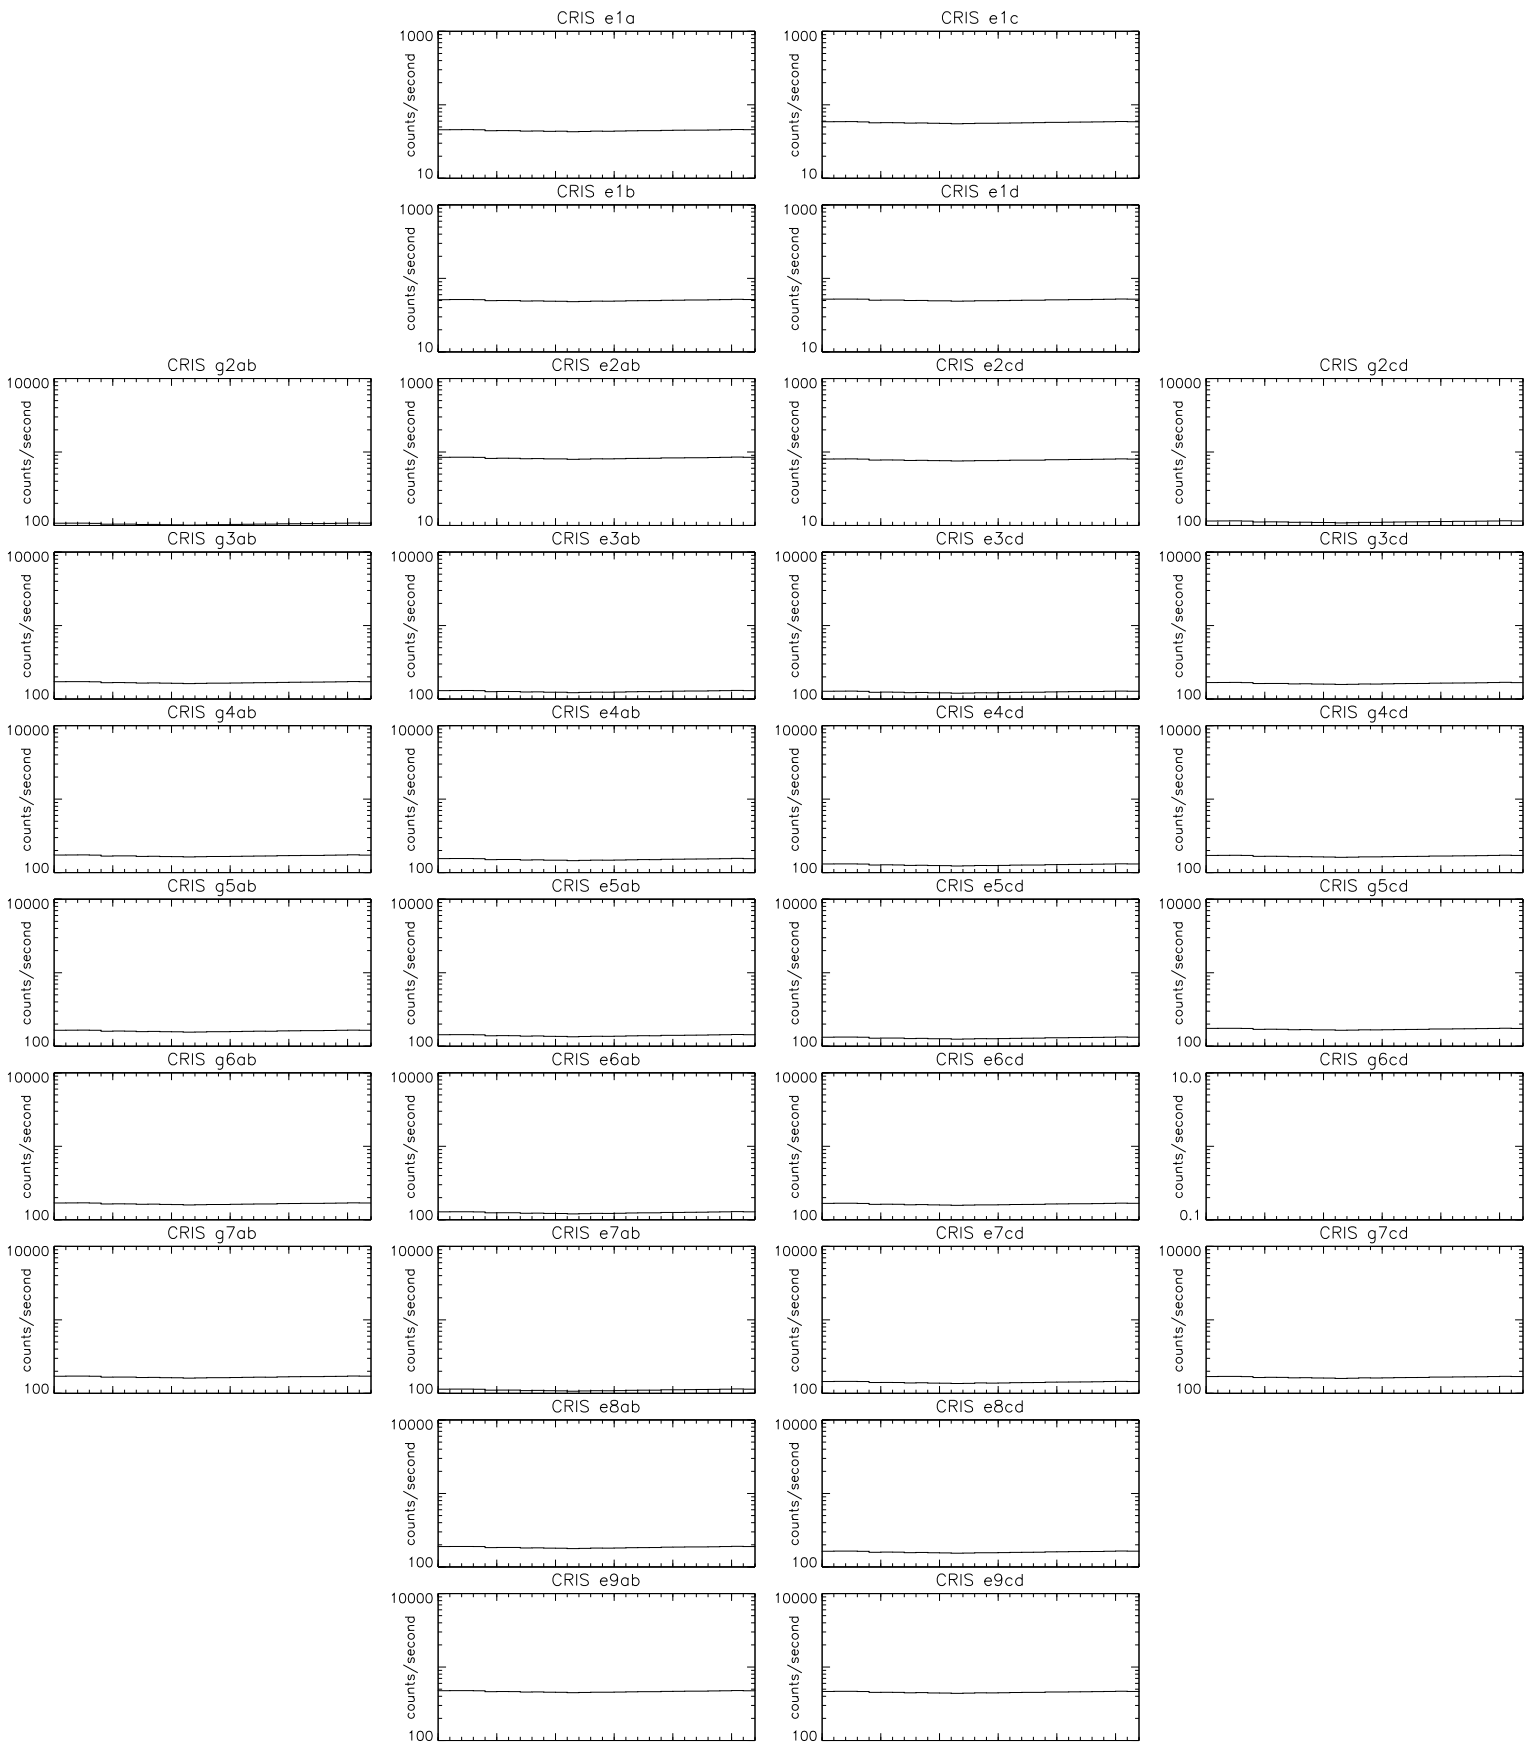 CRIS e1a CRIS e1c
1000 1000
counts/second counts/second
10 10
CRIS e1b CRIS e1d
1000 1000
counts/second counts/second
10 10
CRIS g2ab CRIS e2ab CRIS e2cd CRIS g2cd
10000 1000 1000 10000
counts/second counts/second counts/second counts/second
100 10 10 100
CRIS g3ab CRIS e3ab CRIS e3cd CRIS g3cd
10000 10000 10000 10000
counts/second counts/second counts/second counts/second
100 100 100 100
CRIS g4ab CRIS e4ab CRIS e4cd CRIS g4cd
10000 10000 10000 10000
counts/second counts/second counts/second counts/second
100 100 100 100
CRIS g5ab CRIS e5ab CRIS e5cd CRIS g5cd
10000 10000 10000 10000
counts/second counts/second counts/second counts/second
100 100 100 100
CRIS g6ab CRIS e6ab CRIS e6cd CRIS g6cd
10000 10000 10000 10.0
counts/second counts/second counts/second counts/second
100 100 100 0.1
CRIS g7ab CRIS e7ab CRIS e7cd CRIS g7cd
10000 10000 10000 10000
counts/second counts/second counts/second counts/second
100 100 100 100
CRIS e8ab CRIS e8cd
10000 10000
counts/second counts/second
100 100
CRIS e9ab CRIS e9cd
10000 10000
counts/second counts/second
100 100